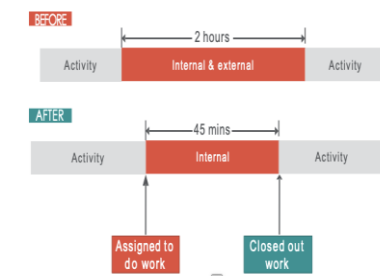 BEFORE
2 hours
Activity Internal & external Activity
AFTER
45 mins
Activity Internal Activity
Assigned to
do work
Closed out
work